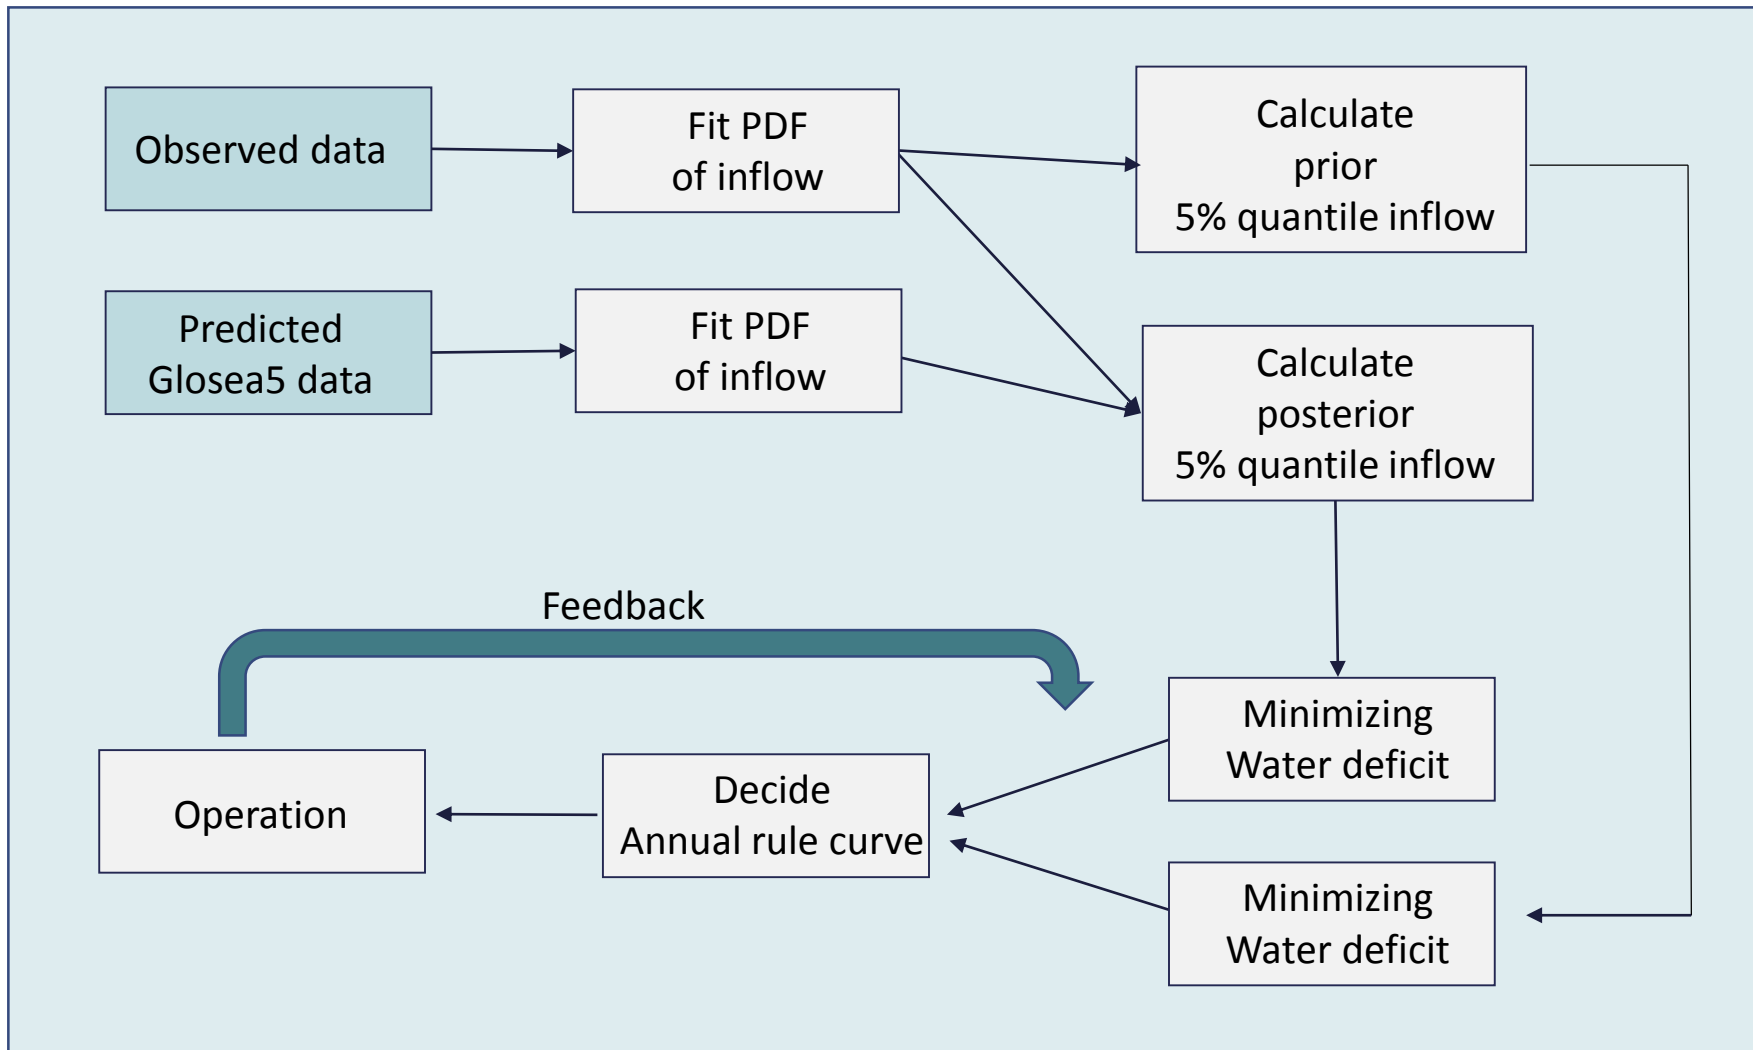 Observed data
Fit PDF
of inflow
Calculate
prior
5% quantile inflow
Predicted
Glosea5 data
Fit PDF
of inflow
Calculate
posterior
5% quantile inflow
Feedback
Operation
Decide
Annual rule curve
Minimizing
Water deficit
Minimizing
Water deficit